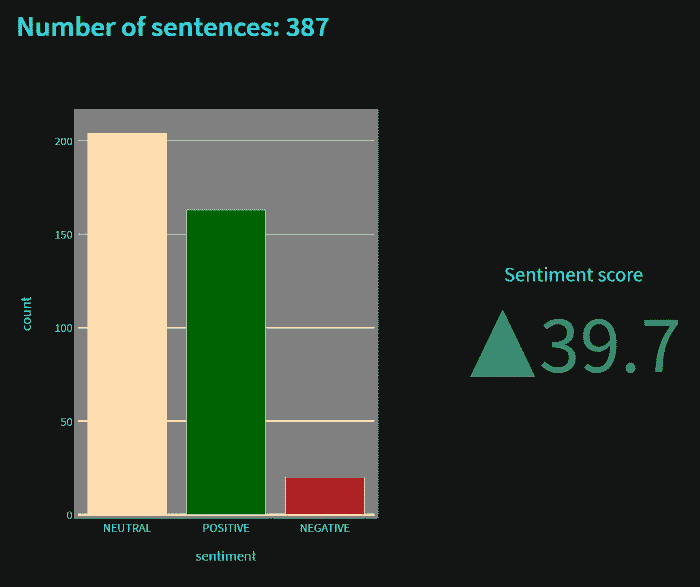 Number of sentences: 387
200
150
100
50
0
count
NEUTRAL
POSITIVE
NEGATIVE
sentiment
Sentiment score
▲39.7